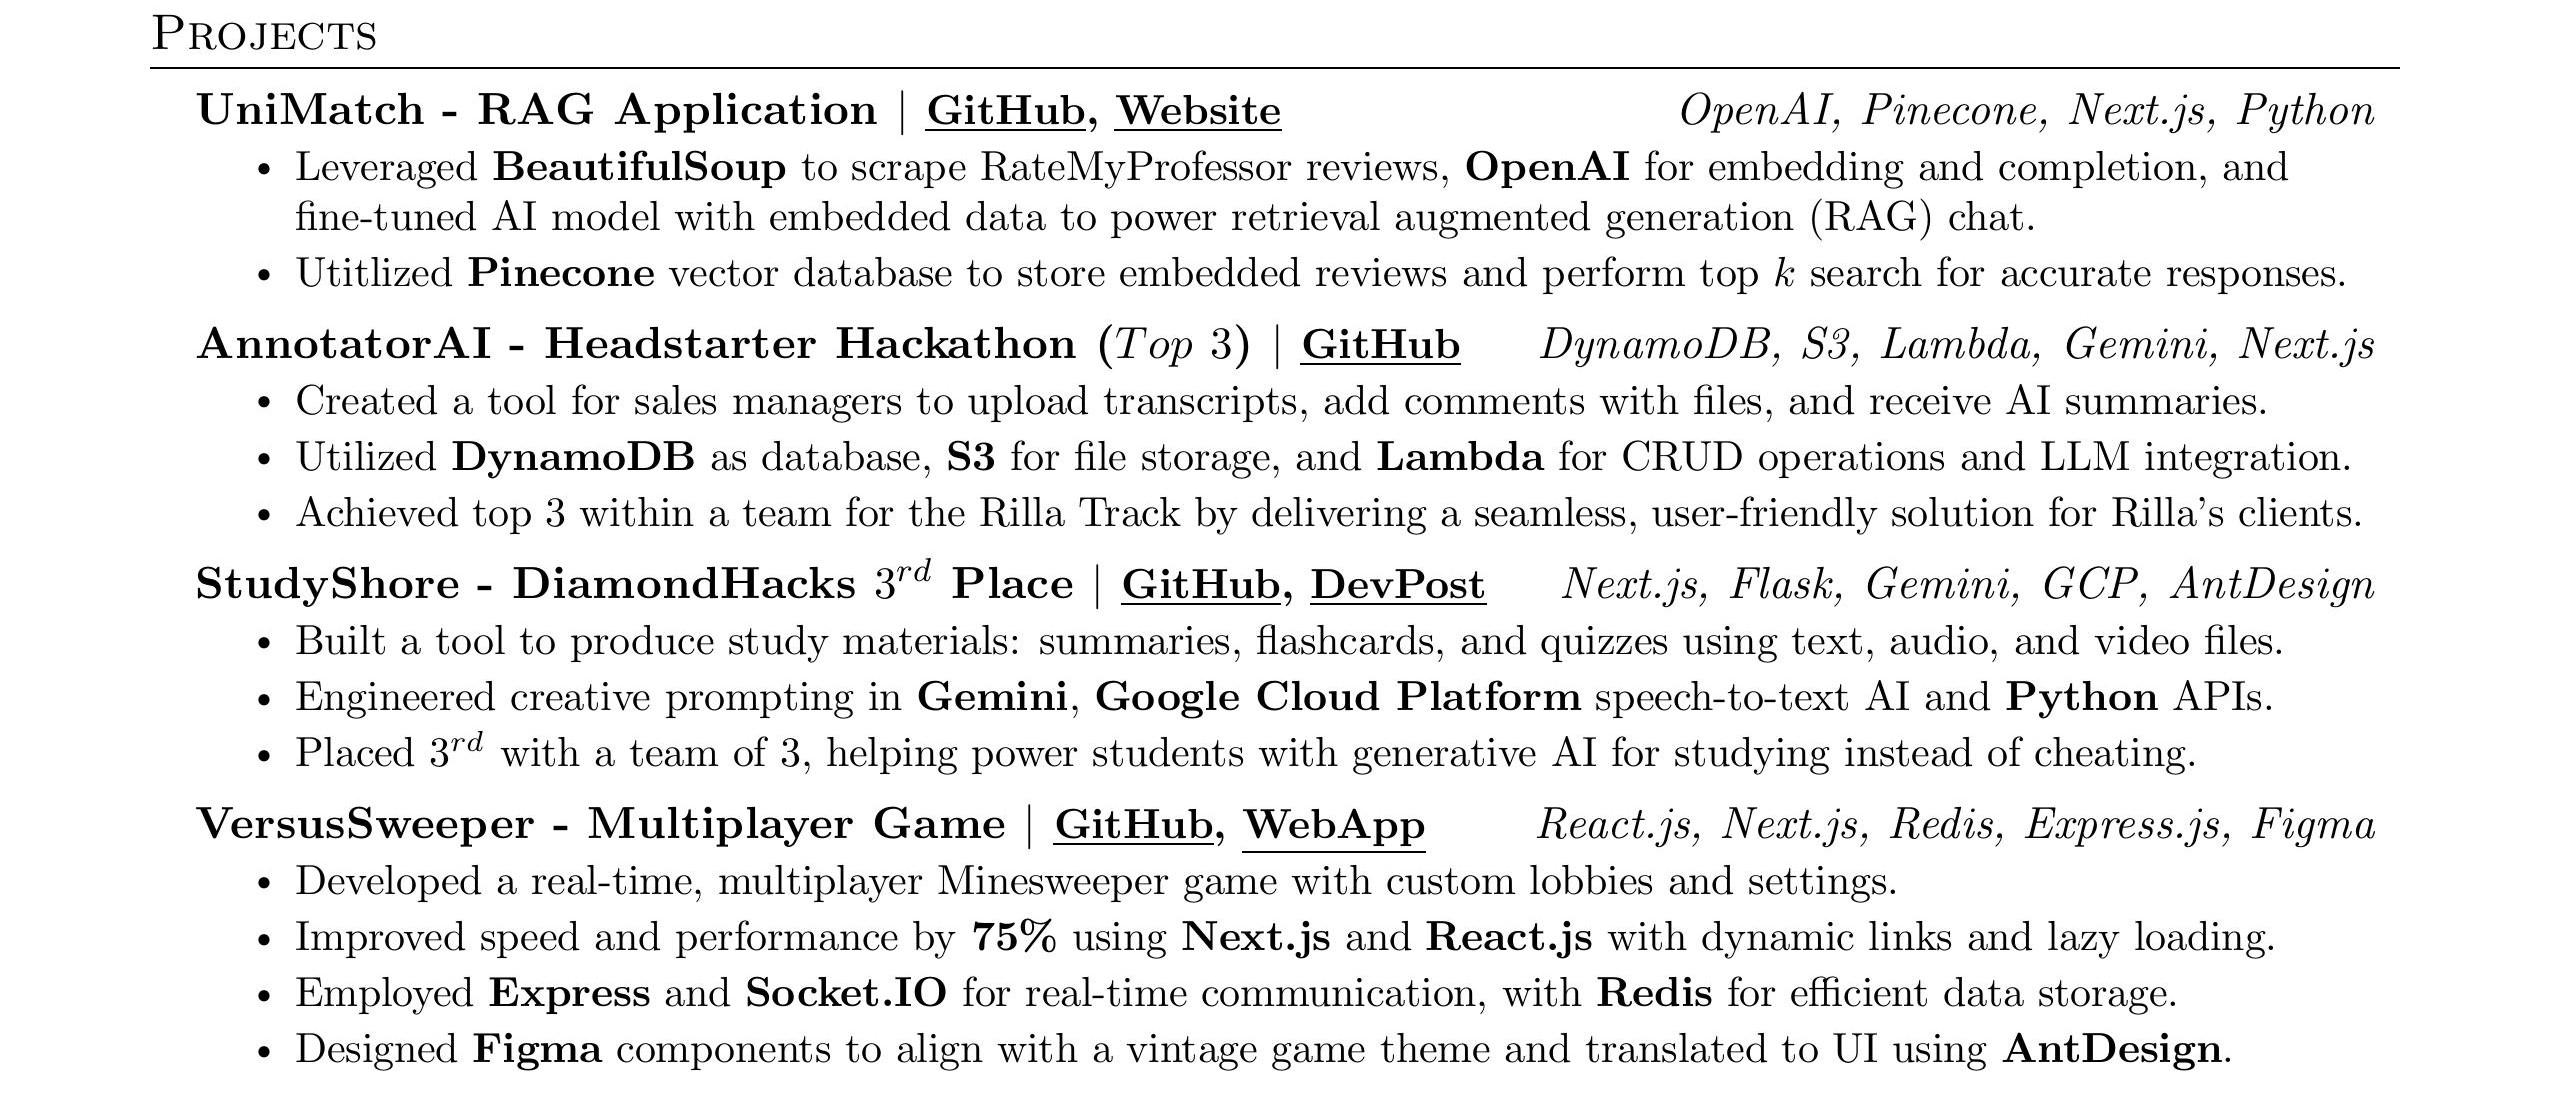 PROJECTS
UniMatch - RAG Application | GitHub, Website OpenAI, Pinecone, Next.js, Python
• Leveraged BeautifulSoup to scrape RateMyProfessor reviews, OpenAI for embedding and completion, and
fine-tuned AI model with embedded data to power retrieval augmented generation (RAG) chat.
• Utitlized Pinecone vector database to store embedded reviews and perform top k search for accurate responses.
AnnotatorAI - Headstarter Hackathon (Top 3) | GitHub DynamoDB, S3, Lambda, Gemini, Next.js
• Created a tool for sales managers to upload transcripts, add comments with files, and receive AI summaries.
• Utilized DynamoDB as database, S3 for file storage, and Lambda for CRUD operations and LLM integration.
• Achieved top 3 within a team for the Rilla Track by delivering a seamless, user-friendly solution for Rilla's clients.
StudyShore - DiamondHacks 3rd Place | GitHub, DevPost Next.js, Flask, Gemini, GCP, AntDesign
• Built a tool to produce study materials: summaries, flashcards, and quizzes using text, audio, and video files.
• Engineered creative prompting in Gemini, Google Cloud Platform speech-to-text AI and Python APIs.
• Placed 3rd with a team of 3, helping power students with generative AI for studying instead of cheating.
VersusSweeper - Multiplayer Game | GitHub, WebApp React.js, Next.js, Redis, Express.js, Figma
• Developed a real-time, multiplayer Minesweeper game with custom lobbies and settings.
• Improved speed and performance by 75% using Next.js and React.js with dynamic links and lazy loading.
• Employed Express and Socket.IO for real-time communication, with Redis for efficient data storage.
• Designed Figma components to align with a vintage game theme and translated to UI using AntDesign.